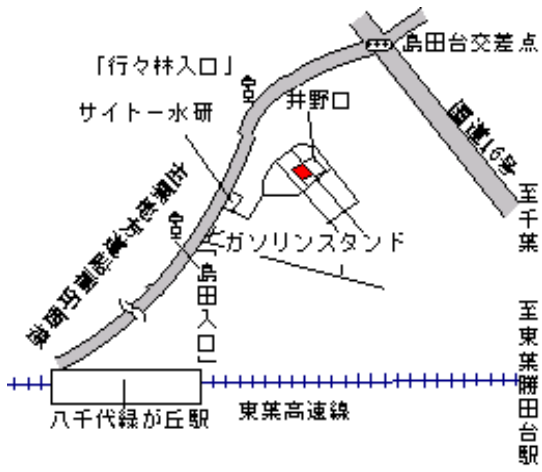 島田台交差点
「行々林入口」
井野口
サイトー水研
国道16号
至千葉
ガソリンスタンド
「島田入口」
至東葉勝田台駅
八千代緑が丘駅
東葉高速線